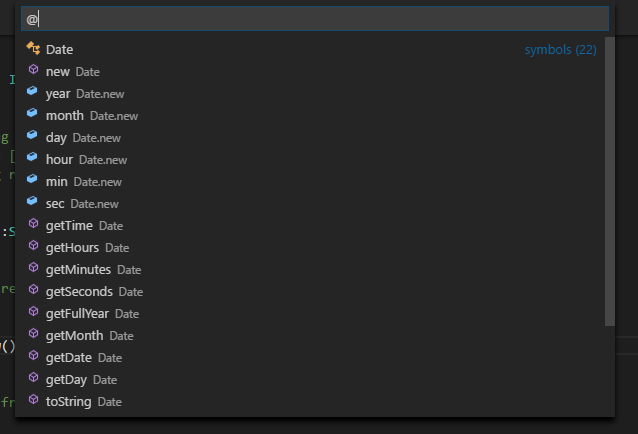 @
Date symbols (22)
new Date
year Date.new
month Date.new
day Date.new
hour Date.new
min Date.new
sec Date.new
getTime Date
getHours Date
getMinutes Date
getSeconds Date
getFullYear Date
getMonth Date
getDate Date
getDay Date
toString Date
I
g
[
:S
re
()
fr